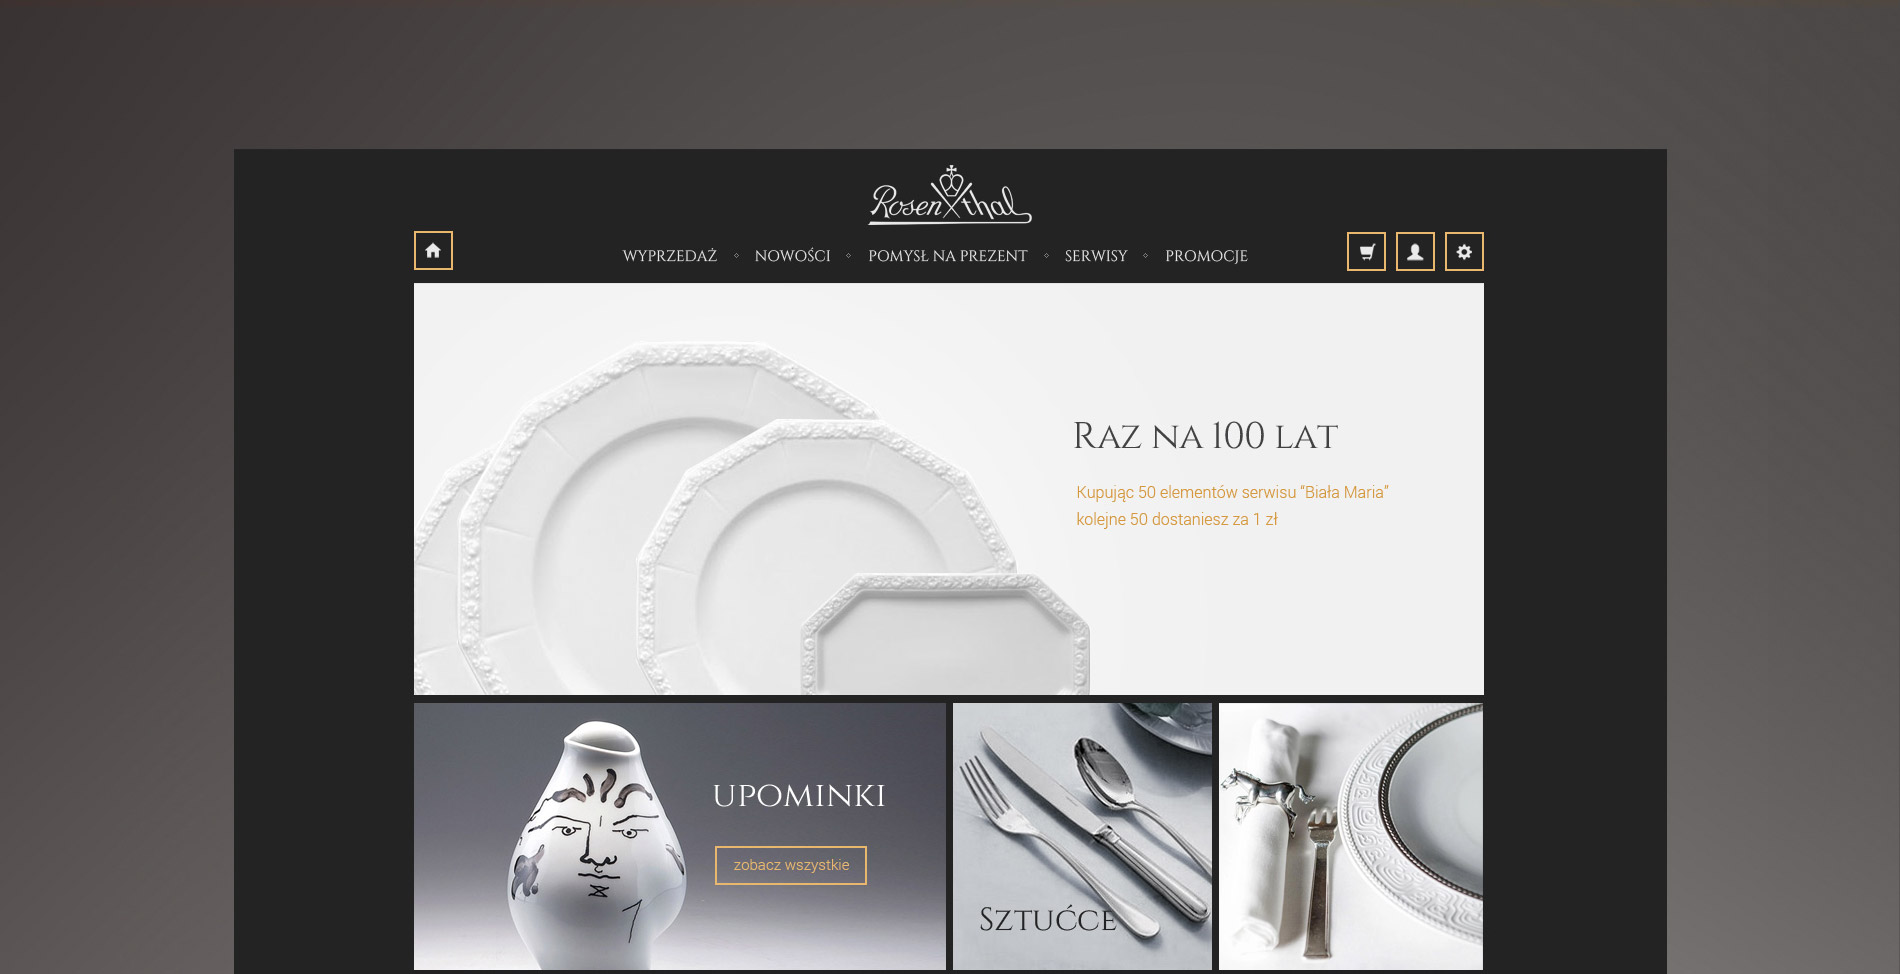 Rosenthal
WYPRZEDAŻ
NOWOŚCI
POMYSŁ NA PREZENT
SERWISY
PROMOCJE
RAZ NA 100 LAT
Kupując 50 elementów serwisu “Biała Maria”
kolejne 50 dostaniesz za 1 zł
UPOMINKI
zobacz wszystkie
SZTUĆCE